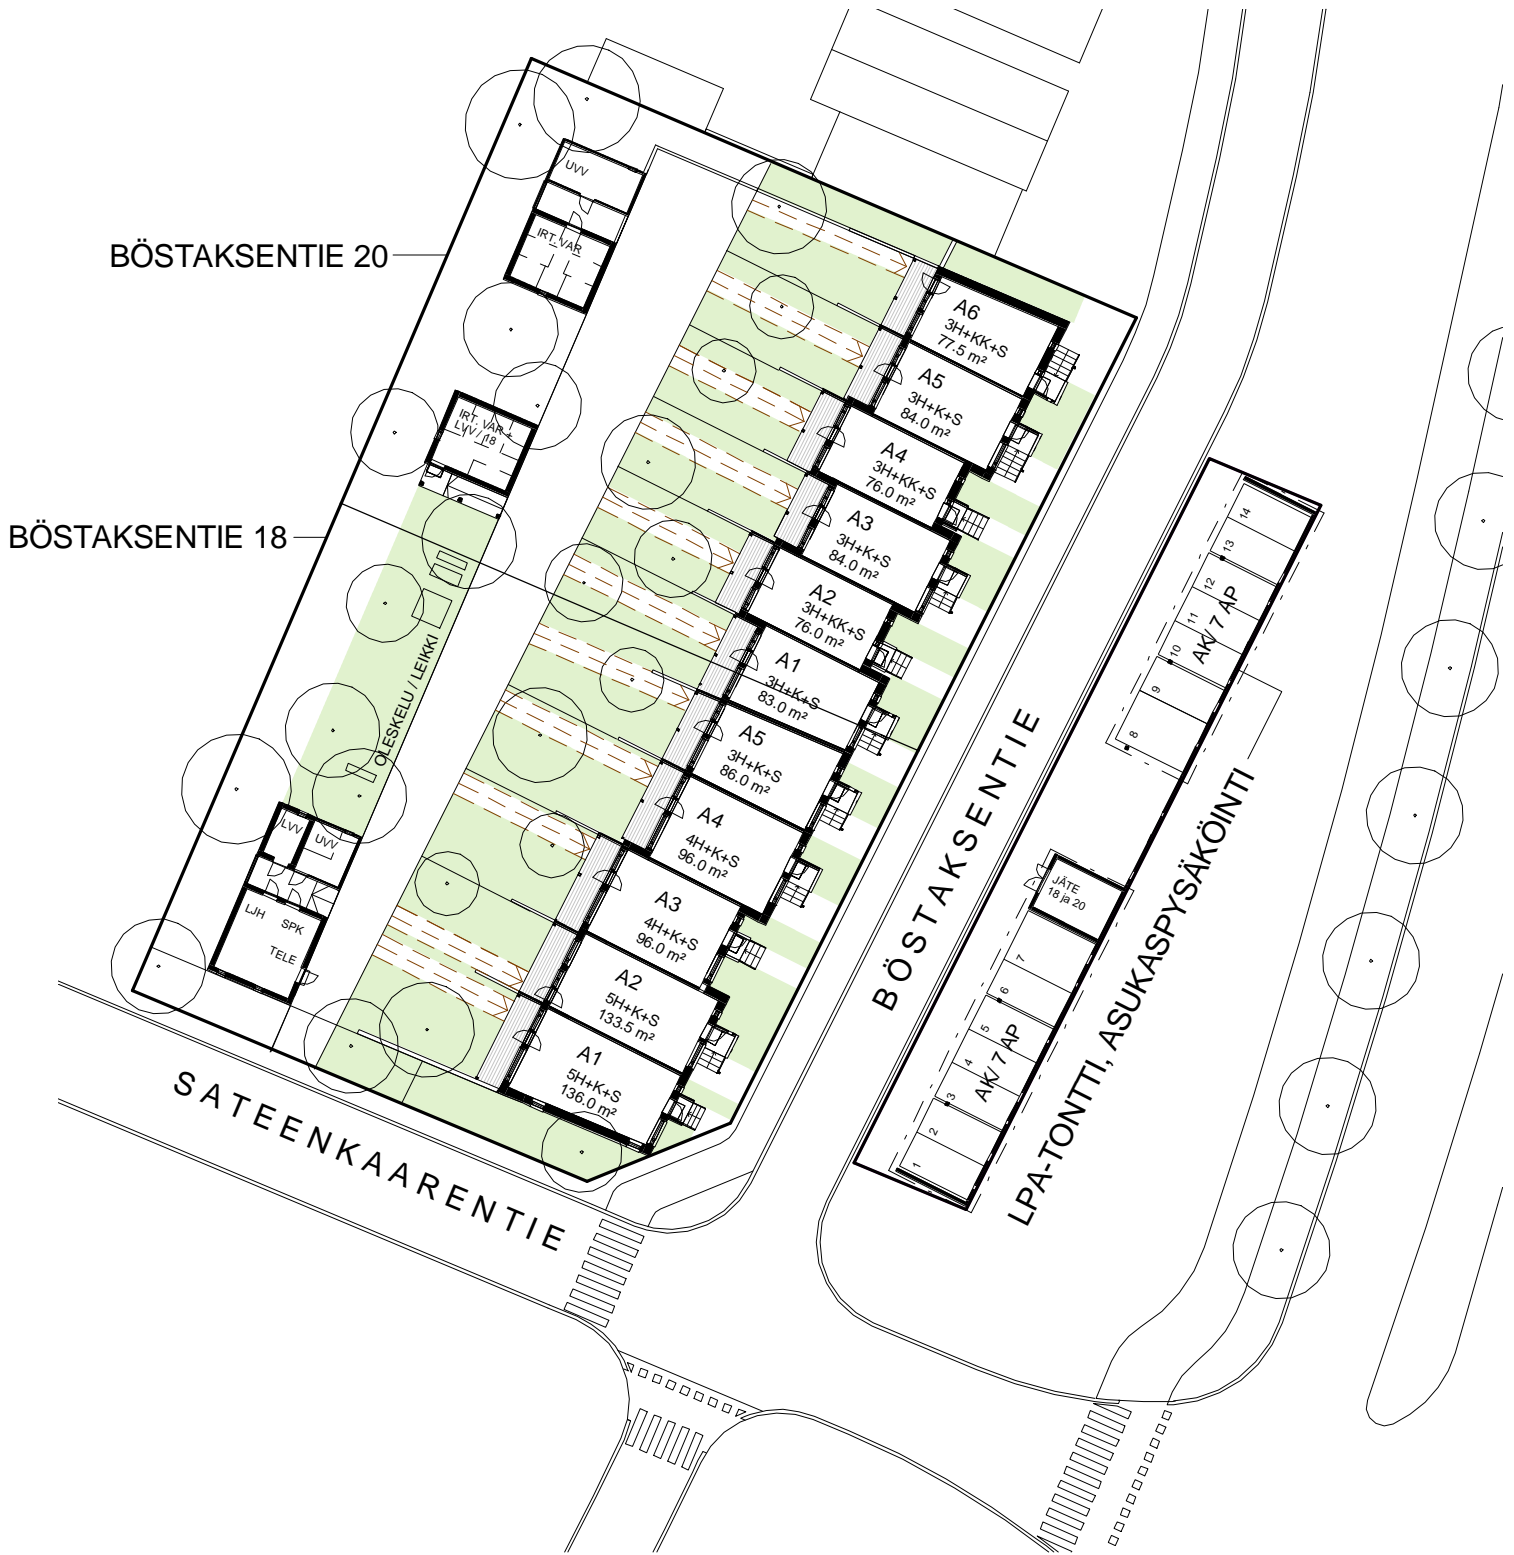 BÖSTAKSENTIE 20
BÖSTAKSENTIE 18
UVV
IRT. VAR
IRT. VAR +
LVV / 18
OLESKELU / LEIKKI
LVV
UVV
LJH
SPK
TELE
A6
3H+KK+S
77.5 m²
A5
3H+K+S
84.0 m²
A4
3H+KK+S
76.0 m²
A3
3H+K+S
84.0 m²
A2
3H+KK+S
76.0 m²
A1
3H+K+S
83.0 m²
A5
3H+K+S
86.0 m²
A4
4H+K+S
96.0 m²
A3
4H+K+S
96.0 m²
A2
5H+K+S
133.5 m²
A1
5H+K+S
136.0 m²
SATEENKAARENTIE
BÖSTAKSENTIE
14
13
12
11
10
9
8
AK/ 7 AP
JÄTE
18 ja 20
7
6
5
4
3
2
1
AK/ 7 AP
LPA-TONTTI, ASUKASPYSÄKÖINTI